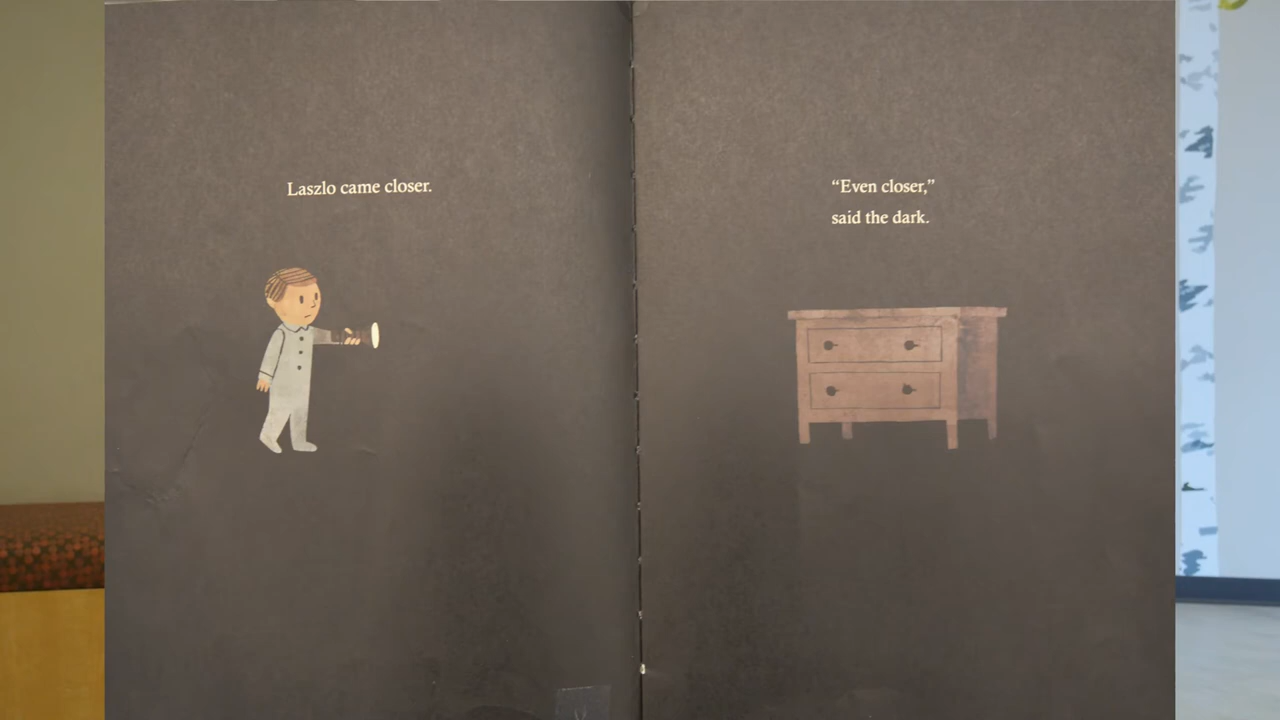 Laszlo came closer.
“Even closer,”
said the dark.